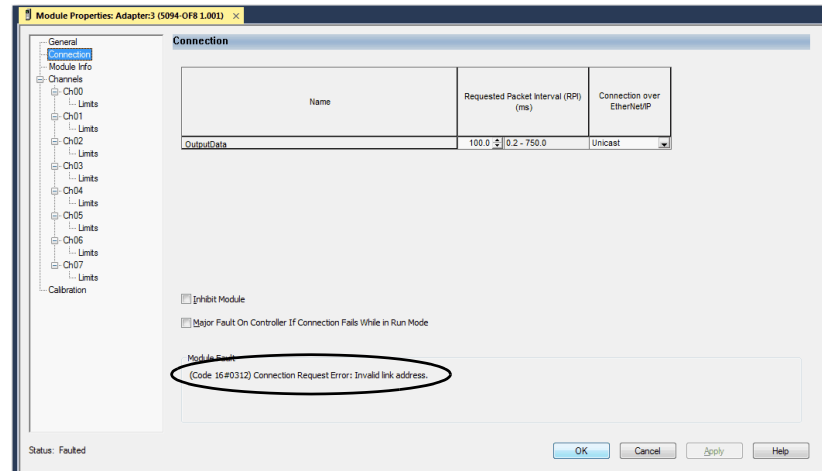 Module Properties: Adapter:3 (5094-OF8 1.001) ×
General
Connection
Module Info
Channels
Ch00
Limits
Ch01
Limits
Ch02
Limits
Ch03
Limits
Ch04
Limits
Ch05
Limits
Ch06
Limits
Ch07
Limits
Calibration
Connection
Name
Requested Packet Interval (RPI)
(ms)
Connection over
EtherNet/IP
OutputData 100.0 0.2 - 750.0 Unicast
Inhibit Module
Major Fault On Controller If Connection Fails While in Run Mode
Module Fault
(Code 16#0312) Connection Request Error: Invalid link address.
Status: Faulted
OK Cancel Apply Help